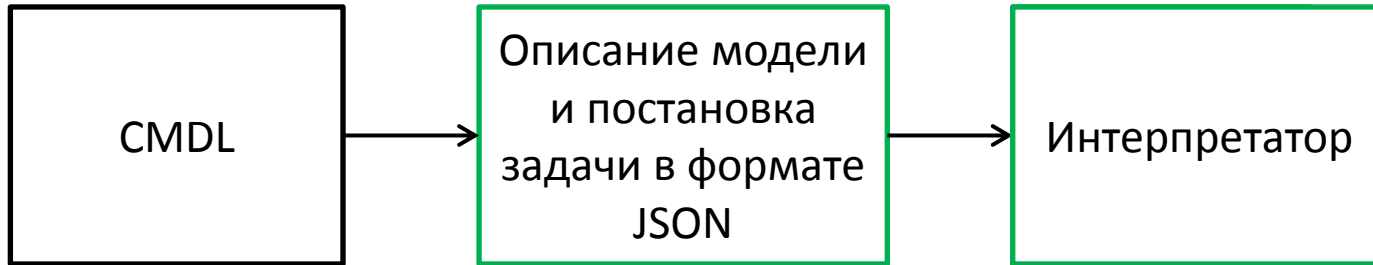 CMDL
Описание модели
и постановка
задачи в формате
JSON
Интерпретатор